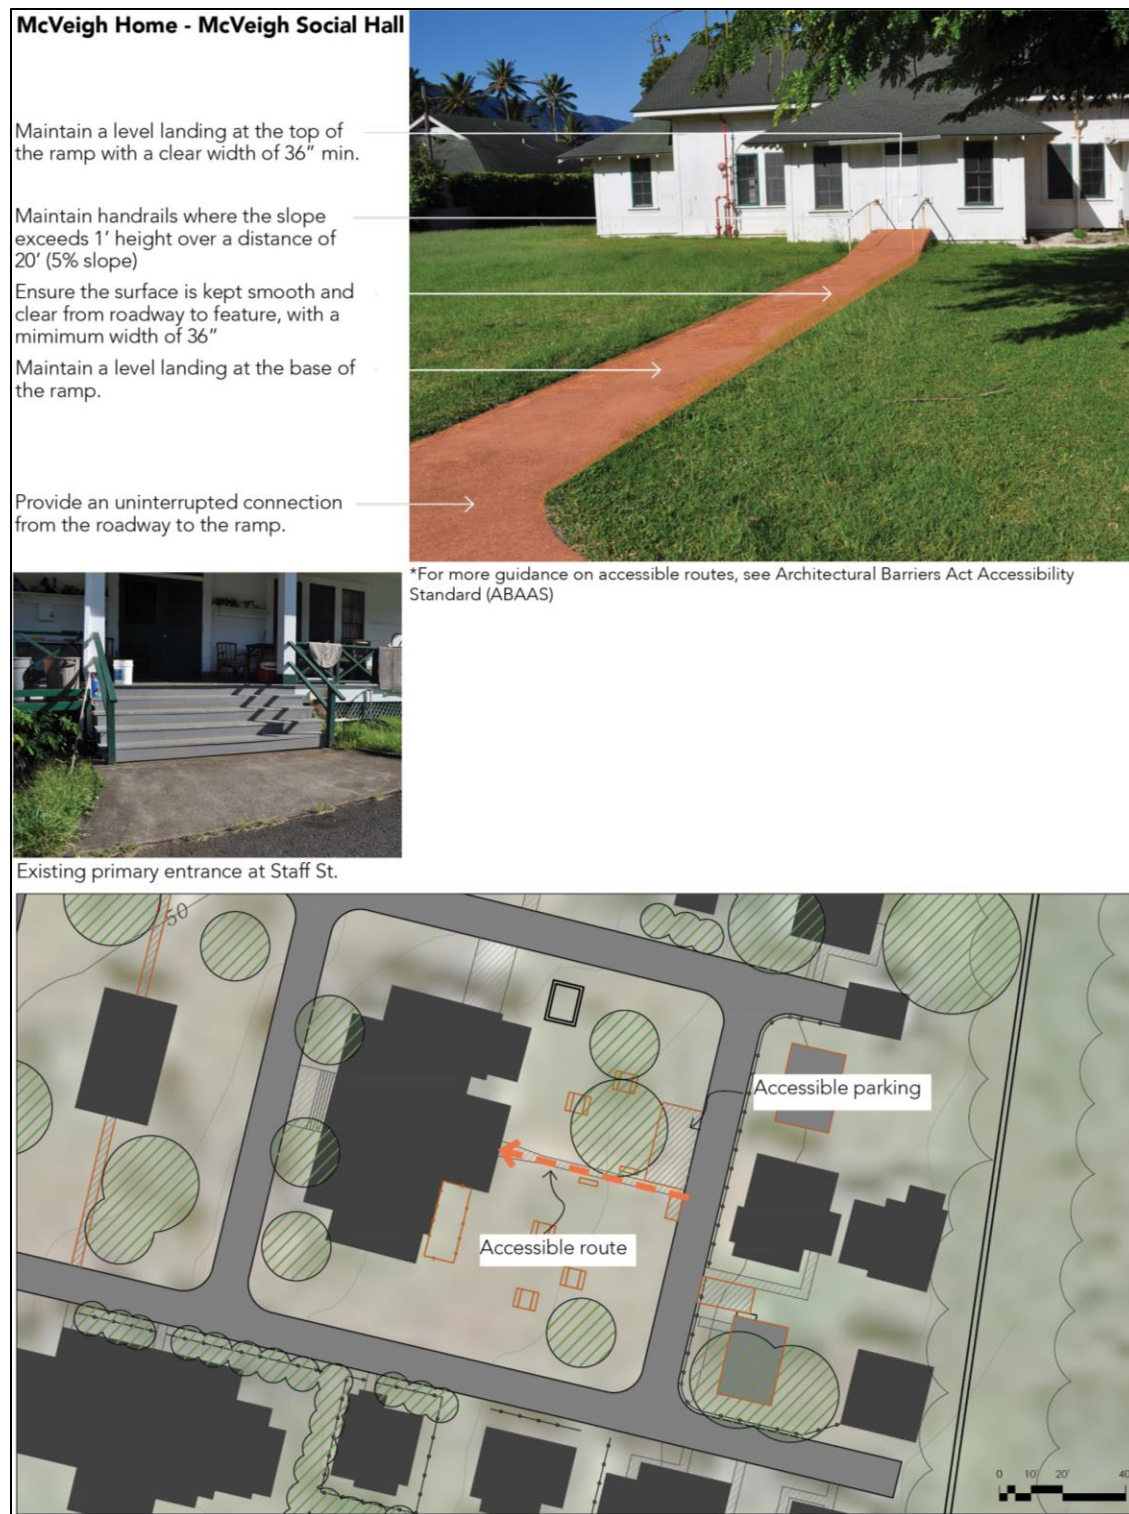 McVeigh Home - McVeigh Social Hall
Maintain a level landing at the top of
the ramp with a clear width of 36” min.
Maintain handrails where the slope
exceeds 1’ height over a distance of
20’ (5% slope)
Ensure the surface is kept smooth and
clear from roadway to feature, with a
mimimum width of 36”
Maintain a level landing at the base of
the ramp.
Provide an uninterrupted connection
from the roadway to the ramp.
*For more guidance on accessible routes, see Architectural Barriers Act Accessibility
Standard (ABAAS)
Existing primary entrance at Staff St.
50
Accessible parking
Accessible route
0 10' 20' 40